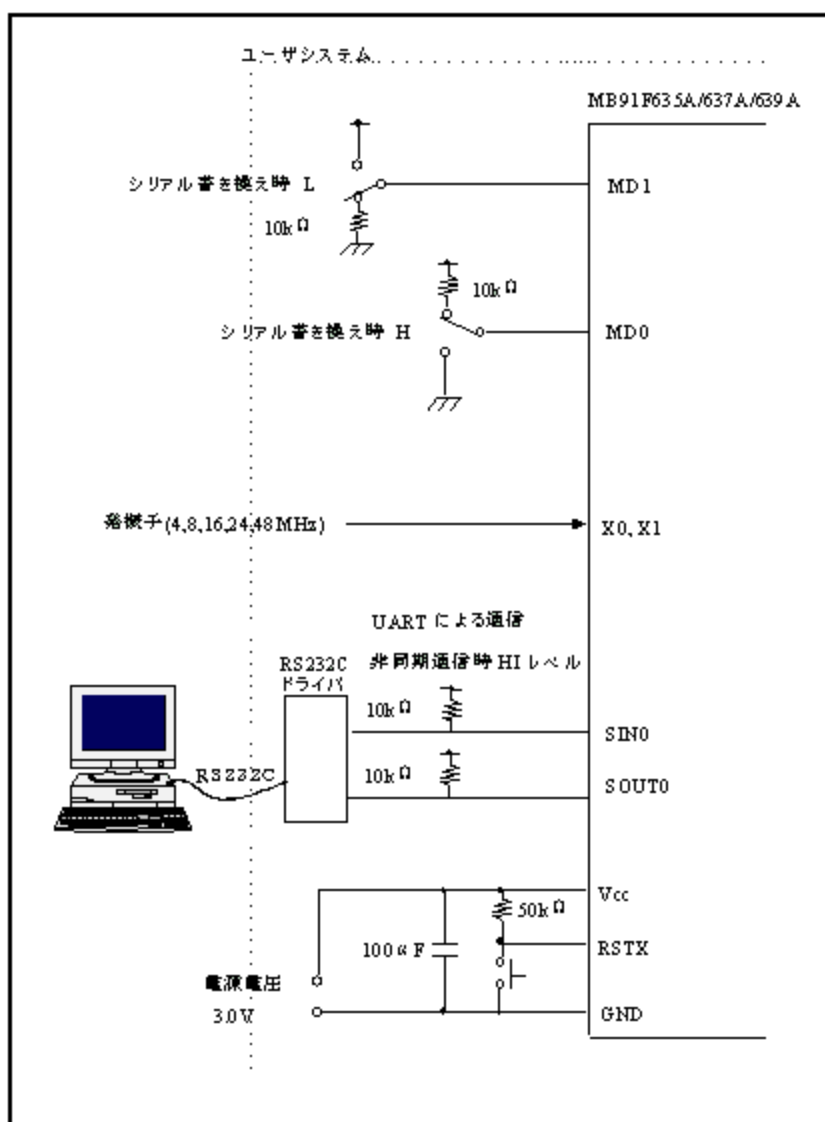 ユーザシステム
MB91F635A/637A/639A
シリアル書き換え時 L
MD1
10kΩ
10kΩ
シリアル書き換え時 H
MD0
発振子(4,8,16,24,48MHz)
X0, X1
UART による通信
非同期通信時 HI レベル
RS232C
ドライバ
10kΩ
SIN0
RS232C
10kΩ
SOUT0
Vcc
50kΩ
100uF
RSTX
電源電圧
3.0V
GND